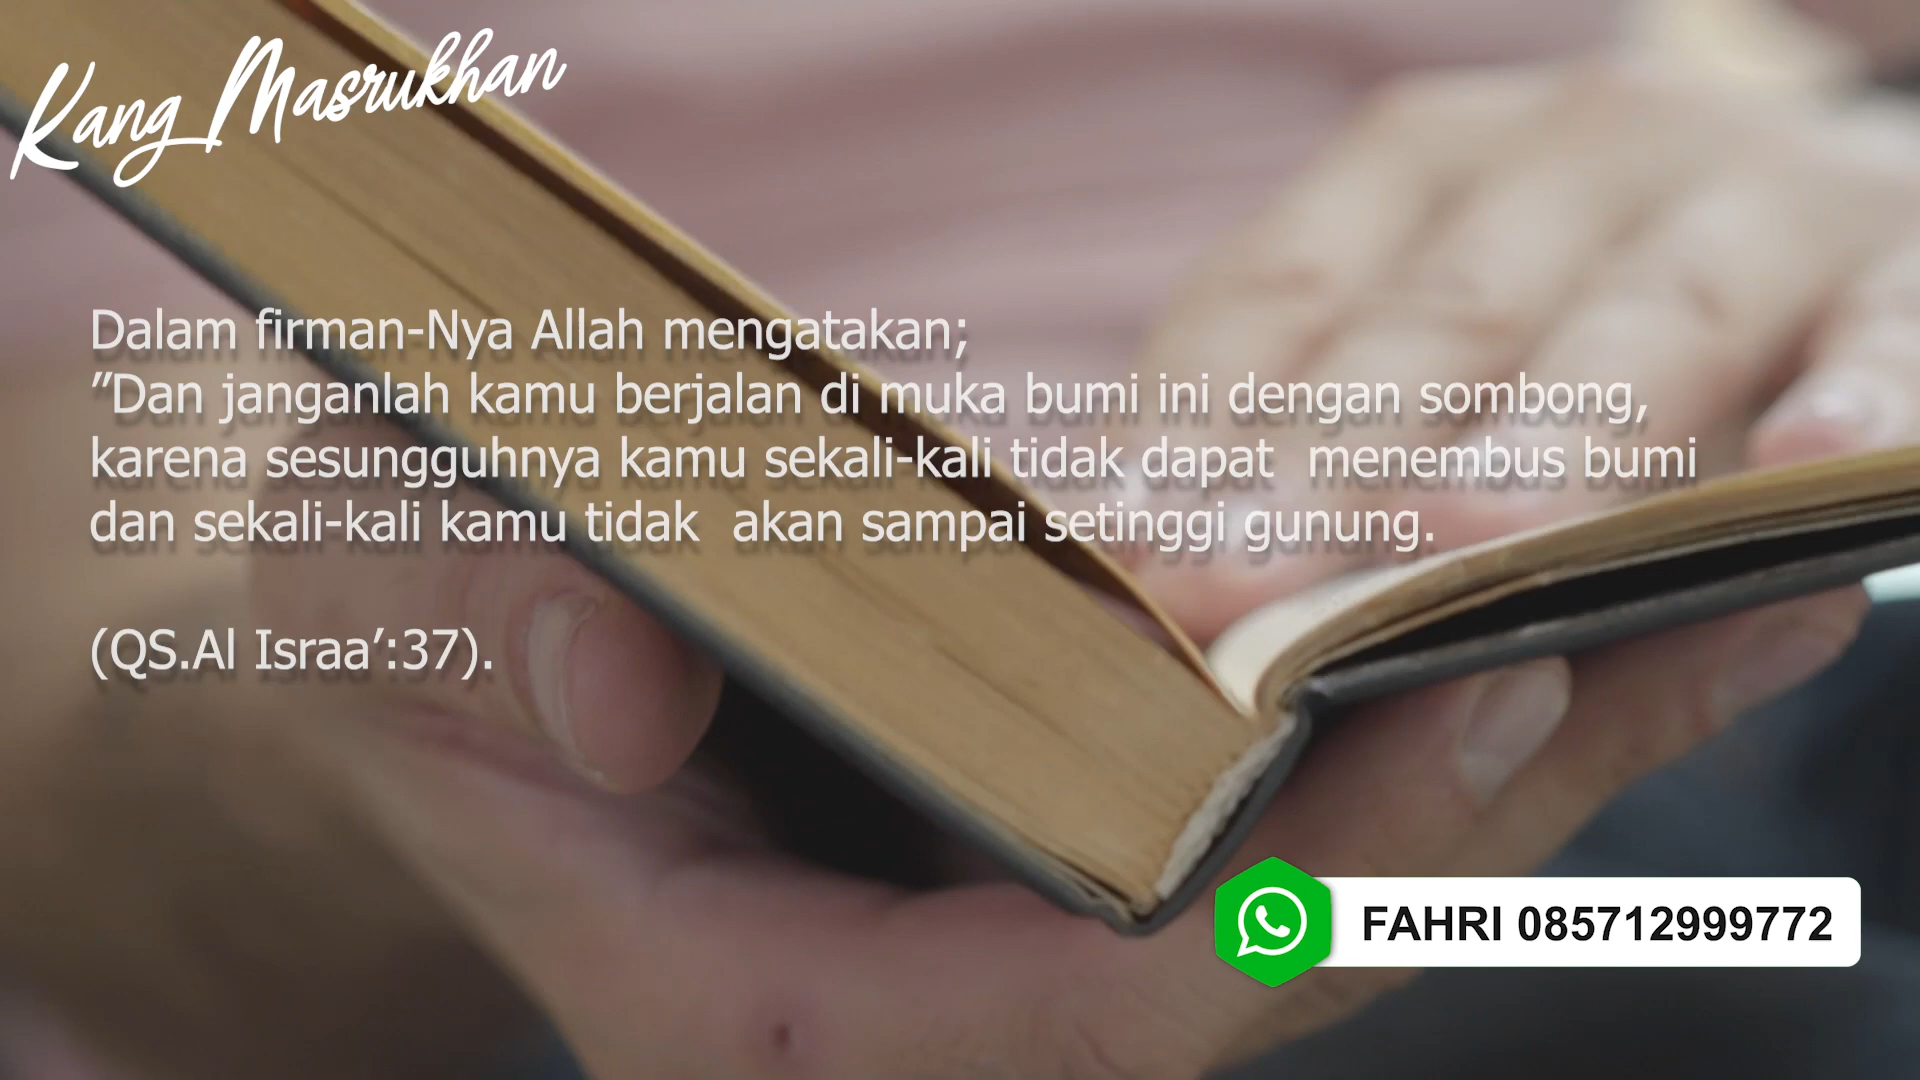 Kang Masrukhan
Dalam firman-Nya Allah mengatakan;
”Dan janganlah kamu berjalan di muka bumi ini dengan sombong,
karena sesungguhnya kamu sekali-kali tidak dapat  menembus bumi
dan sekali-kali kamu tidak  akan sampai setinggi gunung.
(QS.Al Israa’:37).
FAHRI 085712999772